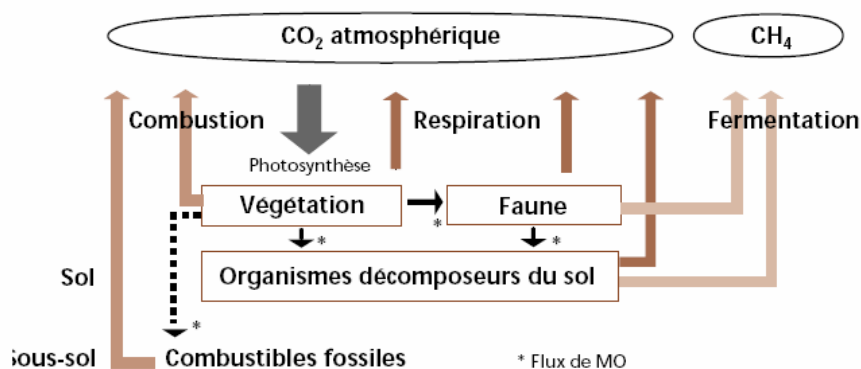 CO₂ atmosphérique
CH₄
Combustion
Respiration
Fermentation
Photosynthèse
Végétation
Faune
*
*
*
Organismes décomposeurs du sol
Sol
*
Sous-sol
Combustibles fossiles
* Flux de MO